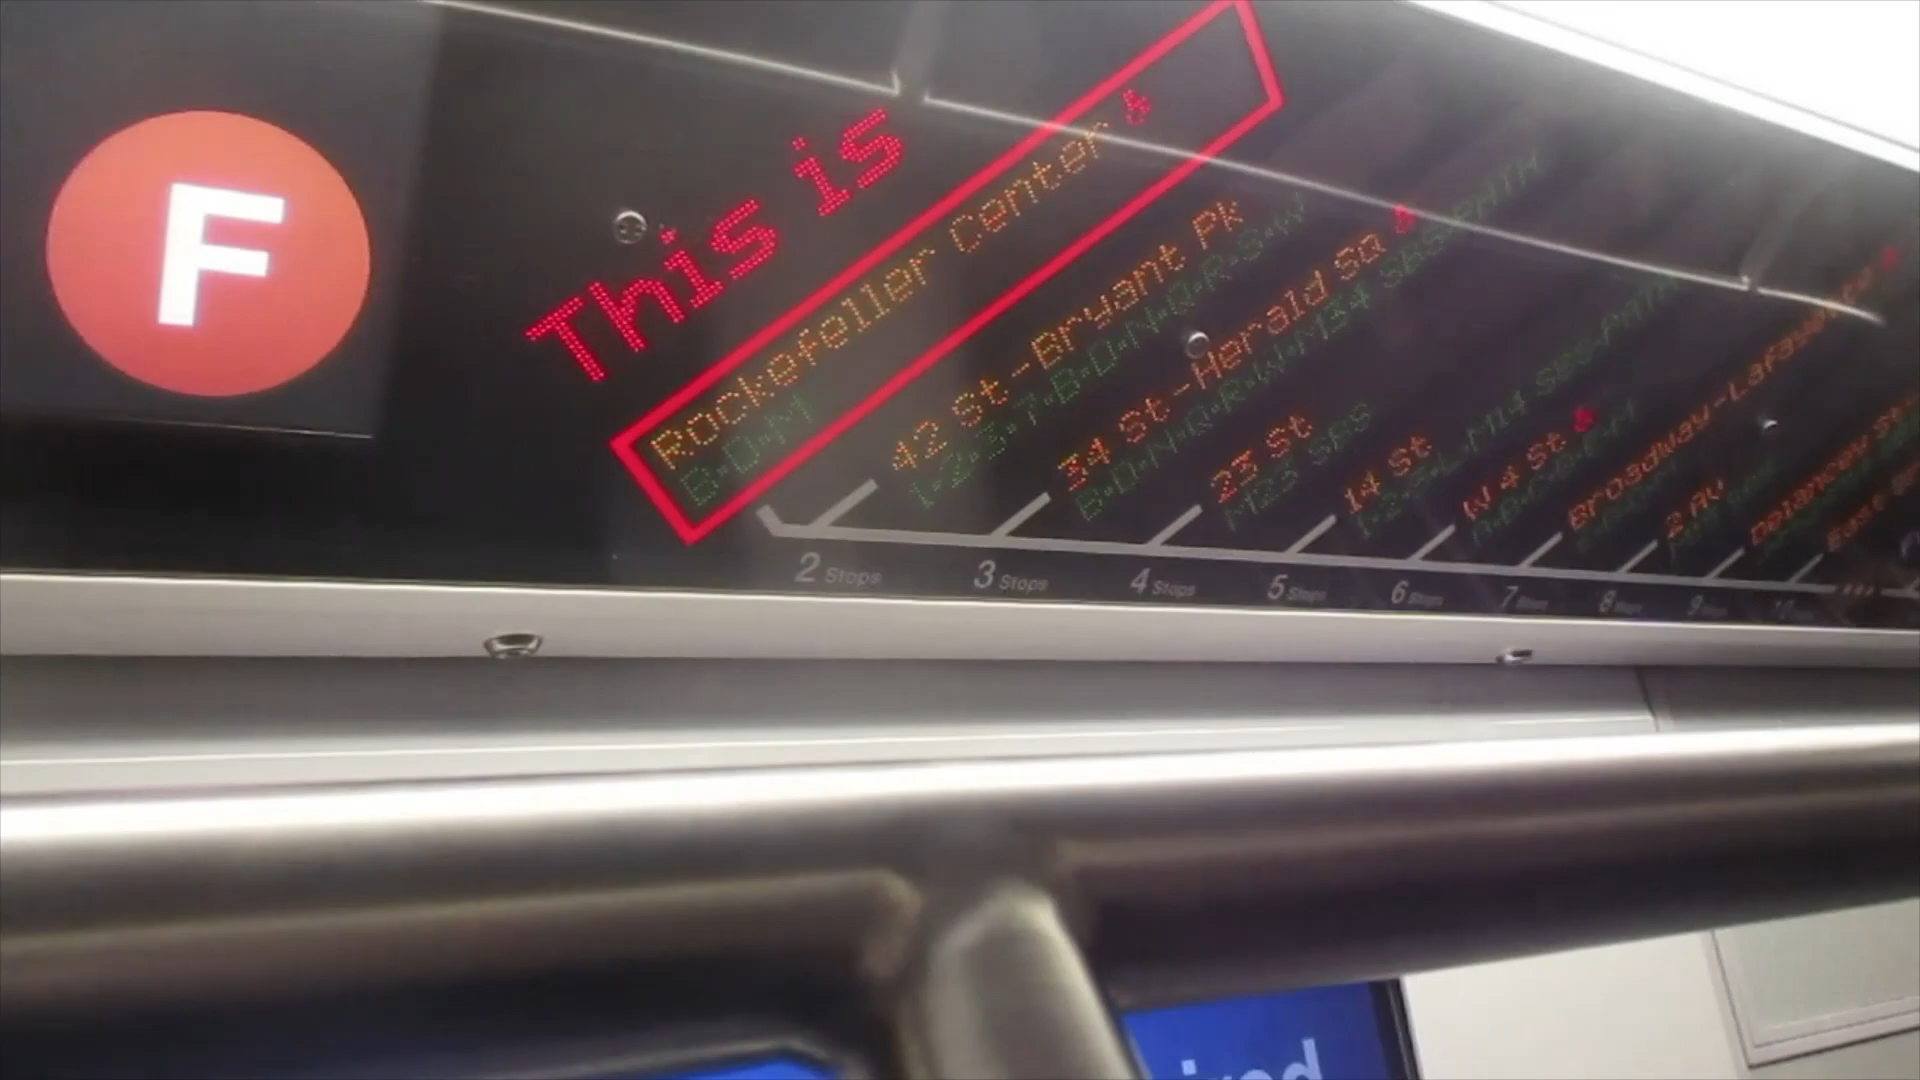 F
This is
Rockefeller Center
B•D•M
42 St-Bryant Pk
1•2•3•7•B•D•N•Q•R•S•W
34 St-Herald Sq
B•D•N•Q•R•W•M34 SBS•PATH
23 St
M23 SBS
14 St
1•2•3•L•M14 SBS•PATH
W 4 St
Broadway-Lafayette
2 Av
Delancey St
East
2 Stops
3 Stops
4 Stops
5 Stops
6 Stops
7
8
9
10